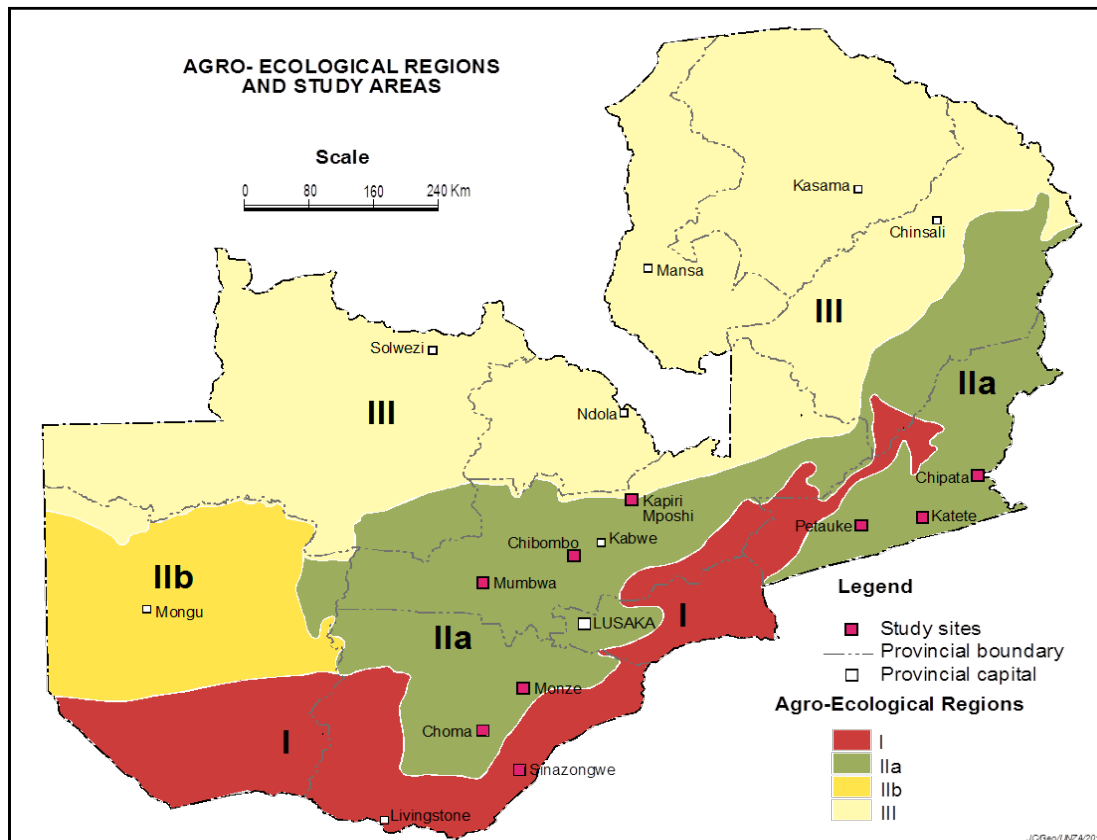 AGRO- ECOLOGICAL REGIONS
AND STUDY AREAS
Scale
0 80 160 240 Km
Kasama
Chinsali
Mansa
III
Solwezi
IIa
III
Ndola
Chipata
Kapiri
Mposhi
Petauke
Katete
Chibombo
Kabwe
IIb
Mumbwa
Mongu
LUSAKA
I
IIa
Monze
Choma
I
Sinazongwe
Livingstone
Legend
Study sites
Provincial boundary
Provincial capital
Agro-Ecological Regions
I
IIa
IIb
III